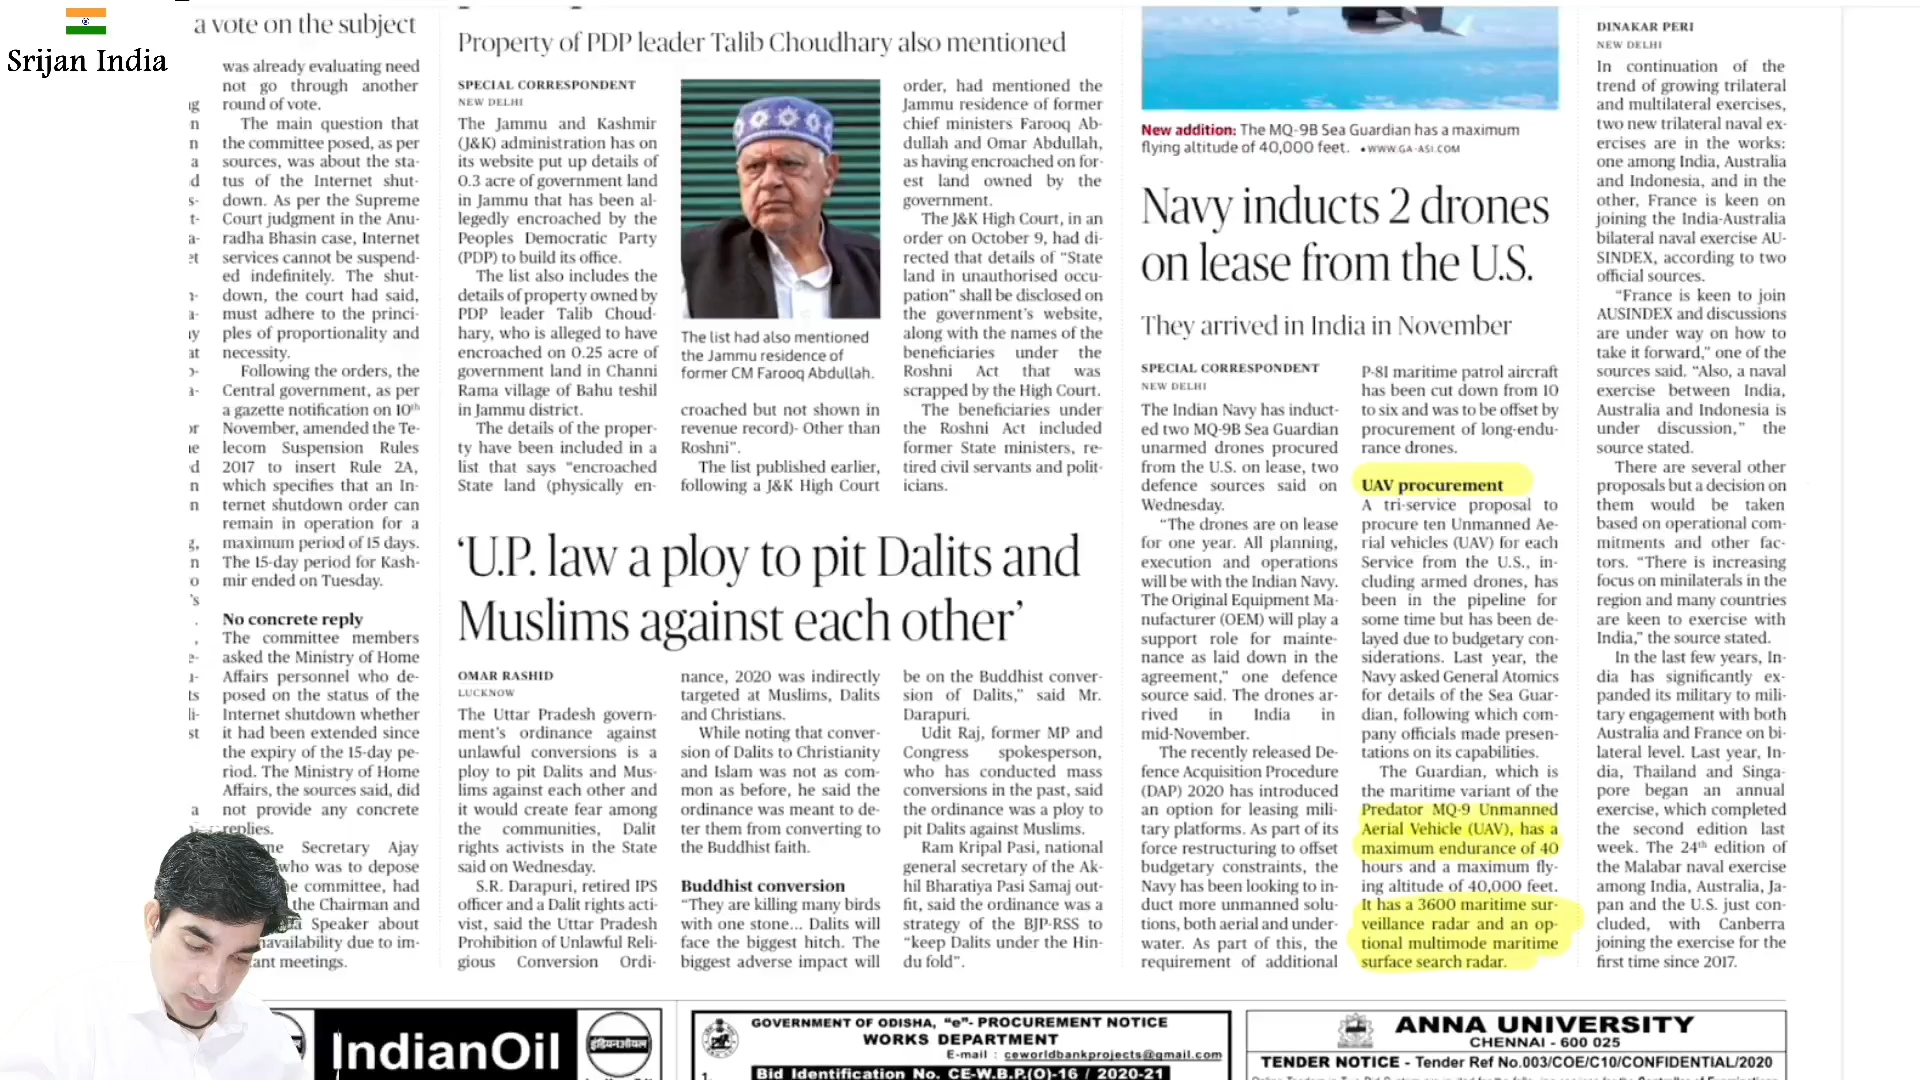 Srijan India
a vote on the subject
was already evaluating need
not go through another
round of vote.
The main question that
the committee posed, as per
sources, was about the sta-
tus of the Internet shut-
down. As per the Supreme
Court judgment in the Anu-
radha Bhasin case, Internet
services cannot be suspend-
ed indefinitely. The shut-
down, the court had said,
must adhere to the princi-
ples of proportionality and
necessity.
Following the orders, the
Central government, as per
a gazette notification on 10th
November, amended the Te-
lecom Suspension Rules
2017 to insert Rule 2A,
which specifies that an In-
ternet shutdown order can
remain in operation for a
maximum period of 15 days.
The 15-day period for Kash-
mir ended on Tuesday.
No concrete reply
The committee members
asked the Ministry of Home
Affairs personnel who de-
posed on the status of the
Internet shutdown whether
it had been extended since
the expiry of the 15-day pe-
riod. The Ministry of Home
Affairs, the sources said, did
not provide any concrete
replies.
Secretary Ajay
who was to depose
committee, had
the Chairman and
Speaker about
due to im-
meetings.
Property of PDP leader Talib Choudhary also mentioned
SPECIAL CORRESPONDENT
NEW DELHI
The Jammu and Kashmir
(J&K) administration has on
its website put up details of
0.3 acre of government land
in Jammu that has been al-
legedly encroached by the
Peoples Democratic Party
(PDP) to build its office.
The list also includes the
details of property owned by
PDP leader Talib Choud-
hary, who is alleged to have
encroached on 0.25 acre of
government land in Channi
Rama village of Bahu teshil
in Jammu district.
The details of the proper-
ty have been included in a
list that says “encroached
State land (physically en-
The list had also mentioned
the Jammu residence of
former CM Farooq Abdullah.
croached but not shown in
revenue record)- Other than
Roshni”.
The list published earlier,
following a J&K High Court
order, had mentioned the
Jammu residence of former
chief ministers Farooq Ab-
dullah and Omar Abdullah,
as having encroached on for-
est land owned by the
government.
The J&K High Court, in an
order on October 9, had di-
rected that details of “State
land in unauthorised occu-
pation” shall be disclosed on
the government’s website,
along with the names of the
beneficiaries under the
Roshni Act that was
scrapped by the High Court.
The beneficiaries under
the Roshni Act included
former State ministers, re-
tired civil servants and polit-
icians.
‘U.P. law a ploy to pit Dalits and
Muslims against each other’
OMAR RASHID
LUCKNOW
The Uttar Pradesh govern-
ment’s ordinance against
unlawful conversions is a
ploy to pit Dalits and Mus-
lims against each other and
it would create fear among
the communities, Dalit
rights activists in the State
said on Wednesday.
S.R. Darapuri, retired IPS
officer and a Dalit rights acti-
vist, said the Uttar Pradesh
Prohibition of Unlawful Reli-
gious Conversion Ordi-
nance, 2020 was indirectly
targeted at Muslims, Dalits
and Christians.
While noting that conver-
sion of Dalits to Christianity
and Islam was not as com-
mon as before, he said the
ordinance was meant to de-
ter them from converting to
the Buddhist faith.
Buddhist conversion
“They are killing many birds
with one stone... Dalits will
face the biggest hitch. The
biggest adverse impact will
be on the Buddhist conver-
sion of Dalits,” said Mr.
Darapuri.
Udit Raj, former MP and
Congress spokesperson,
who has conducted mass
conversions in the past, said
the ordinance was a ploy to
pit Dalits against Muslims.
Ram Kripal Pasi, national
general secretary of the Ak-
hil Bharatiya Pasi Samaj out-
fit, said the ordinance was a
strategy of the BJP-RSS to
“keep Dalits under the Hin-
du fold”.
New addition: The MQ-9B Sea Guardian has a maximum
flying altitude of 40,000 feet. •WWW.GA-ASI.COM
Navy inducts 2 drones
on lease from the U.S.
They arrived in India in November
SPECIAL CORRESPONDENT
NEW DELHI
The Indian Navy has induct-
ed two MQ-9B Sea Guardian
unarmed drones procured
from the U.S. on lease, two
defence sources said on
Wednesday.
“The drones are on lease
for one year. All planning,
execution and operations
will be with the Indian Navy.
The Original Equipment Ma-
nufacturer (OEM) will play a
support role for mainte-
nance as laid down in the
agreement,” one defence
source said. The drones ar-
rived in India in
mid-November.
The recently released De-
fence Acquisition Procedure
(DAP) 2020 has introduced
an option for leasing mili-
tary platforms. As part of its
force restructuring to offset
budgetary constraints, the
Navy has been looking to in-
duct more unmanned solu-
tions, both aerial and under-
water. As part of this, the
requirement of additional
P-8I maritime patrol aircraft
has been cut down from 10
to six and was to be offset by
procurement of long-endu-
rance drones.
UAV procurement
A tri-service proposal to
procure ten Unmanned Ae-
rial vehicles (UAV) for each
Service from the U.S., in-
cluding armed drones, has
been in the pipeline for
some time but has been de-
layed due to budgetary con-
siderations. Last year, the
Navy asked General Atomics
for details of the Sea Guar-
dian, following which com-
pany officials made presen-
tations on its capabilities.
The Guardian, which is
the maritime variant of the
Predator MQ-9 Unmanned
Aerial Vehicle (UAV), has a
maximum endurance of 40
hours and a maximum fly-
ing altitude of 40,000 feet.
It has a 3600 maritime sur-
veillance radar and an op-
tional multimode maritime
surface search radar.
DINAKAR PERI
NEW DELHI
In continuation of the
trend of growing trilateral
and multilateral exercises,
two new trilateral naval ex-
ercises are in the works:
one among India, Australia
and Indonesia, and in the
other, France is keen on
joining the India-Australia
bilateral naval exercise AU-
SINDEX, according to two
official sources.
“France is keen to join
AUSINDEX and discussions
are under way on how to
take it forward,” one of the
sources said. “Also, a naval
exercise between India,
Australia and Indonesia is
under discussion,” the
source stated.
There are several other
proposals but a decision on
them would be taken
based on operational com-
mitments and other fac-
tors. “There is increasing
focus on minilaterals in the
region and many countries
are keen to exercise with
India,” the source stated.
In the last few years, In-
dia has significantly ex-
panded its military to mili-
tary engagement with both
Australia and France on bi-
lateral level. Last year, In-
dia, Thailand and Singa-
pore began an annual
exercise, which completed
the second edition last
week. The 24th edition of
the Malabar naval exercise
among India, Australia, Ja-
pan and the U.S. just con-
cluded, with Canberra
joining the exercise for the
first time since 2017.
IndianOil
इंडियनऑयल
GOVERNMENT OF ODISHA, “e”- PROCUREMENT NOTICE
WORKS DEPARTMENT
E-mail : ceworldbankprojects@gmail.com
Bid Identification No. CE-W.B.P.(O)-16 / 2020-21
1.
ANNA UNIVERSITY
CHENNAI - 600 025
TENDER NOTICE - Tender Ref No.003/COE/C10/CONFIDENTIAL/2020